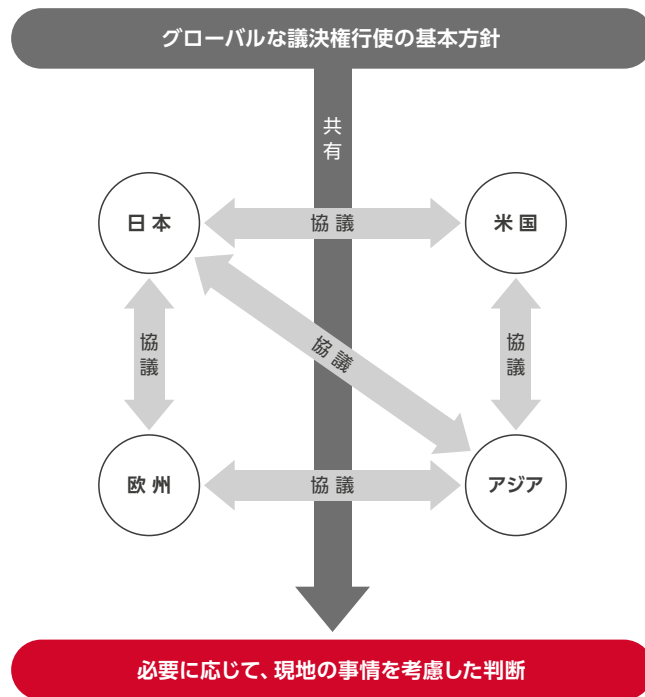 グローバルな議決権行使の基本方針
共有
日本
協議
米国
協議
協議
協議
欧州
協議
アジア
必要に応じて、現地の事情を考慮した判断